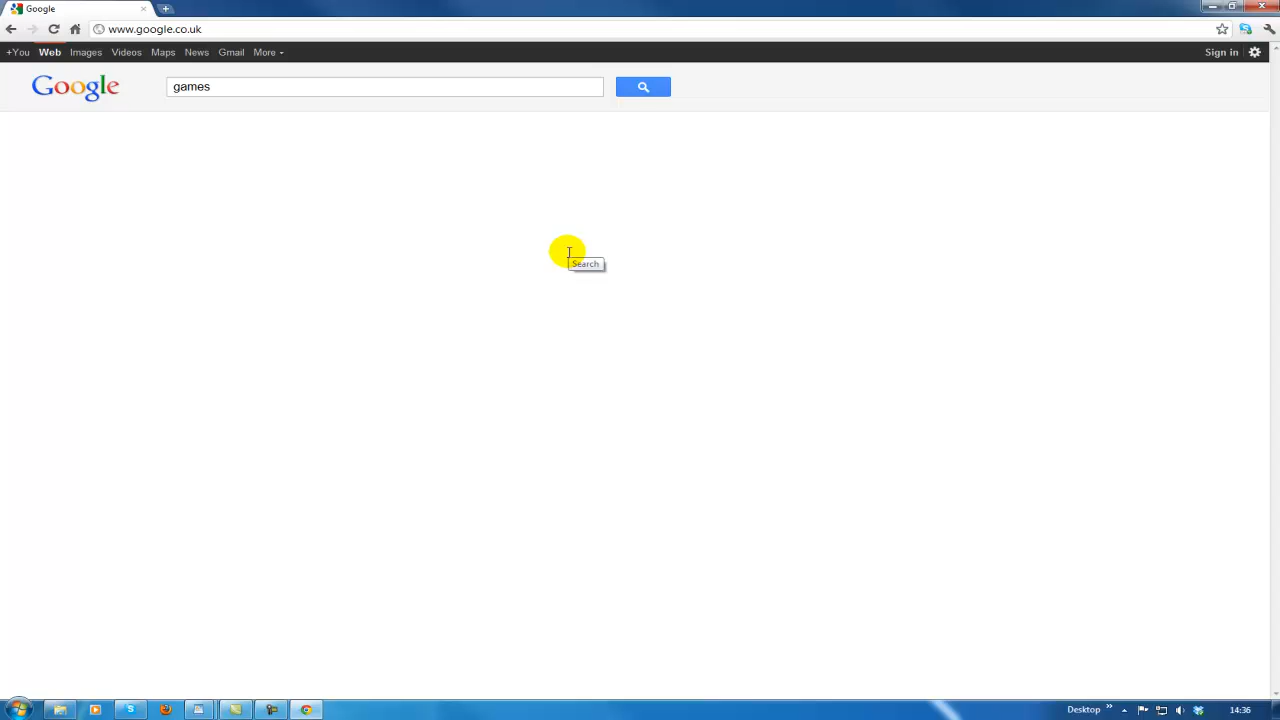 Google
www.google.co.uk
+You Web Images Videos Maps News Gmail More Sign in
Google games
Search
Desktop 14:36